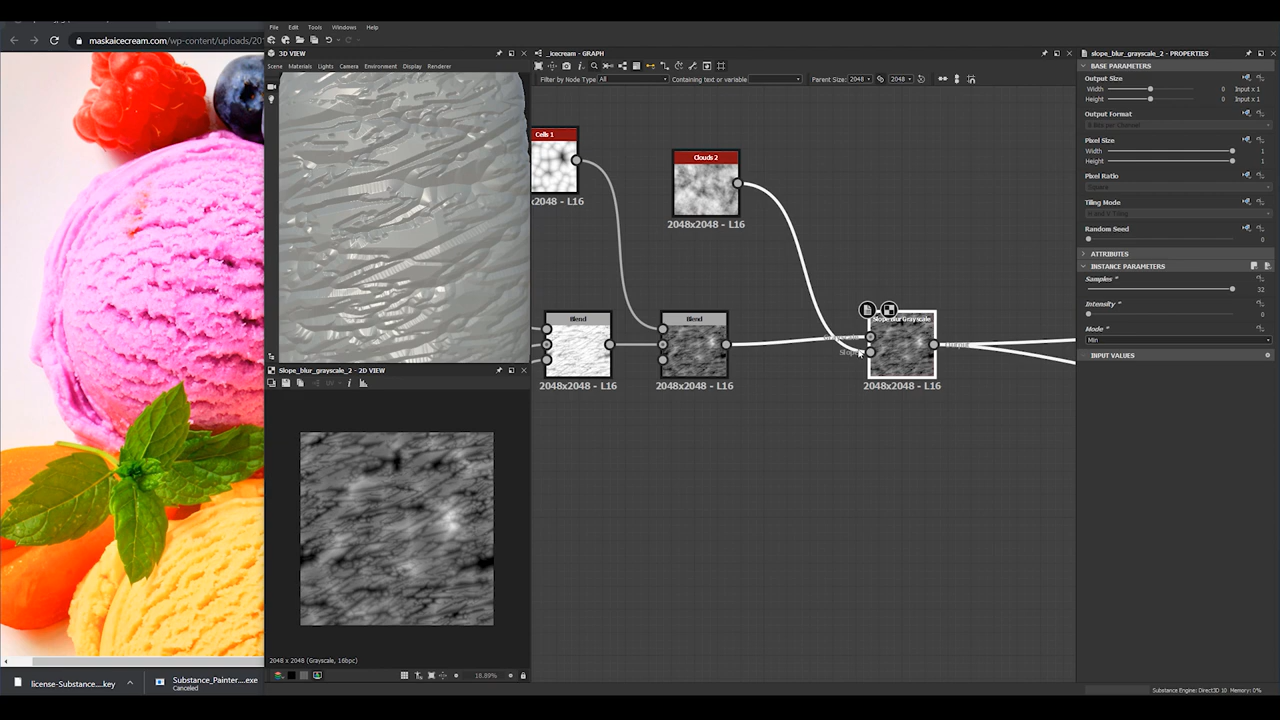 maskaicecream.com/wp-content/uploads/201
File Edit Tools Windows Help
3D VIEW
Scene Materials Lights Camera Environment Display Renderer
_icecream - GRAPH
Filter by Node Type All
Containing text or variable
Parent Size: 2048 2048
Cells 1
x2048 - L16
Clouds 2
2048x2048 - L16
Blend
2048x2048 - L16
Blend
2048x2048 - L16
Slope Blur Grayscale
Slope
Output
2048x2048 - L16
Slope_blur_grayscale_2 - 2D VIEW
2048 x 2048 (Grayscale, 16bpc)
18.89%
slope_blur_grayscale_2 - PROPERTIES
BASE PARAMETERS
Output Size
Width 0 Input x 1
Height 0 Input x 1
Output Format
Pixel Size
Width 1
Height 1
Pixel Ratio
Square
Tiling Mode
H and V Tiling
Random Seed
0
ATTRIBUTES
INSTANCE PARAMETERS
Samples *
32
Intensity *
0
Mode *
Min
INPUT VALUES
license-Substance....key
Substance_Painter....exe
Canceled
Substance Engine: Direct3D 10 Memory: 0%